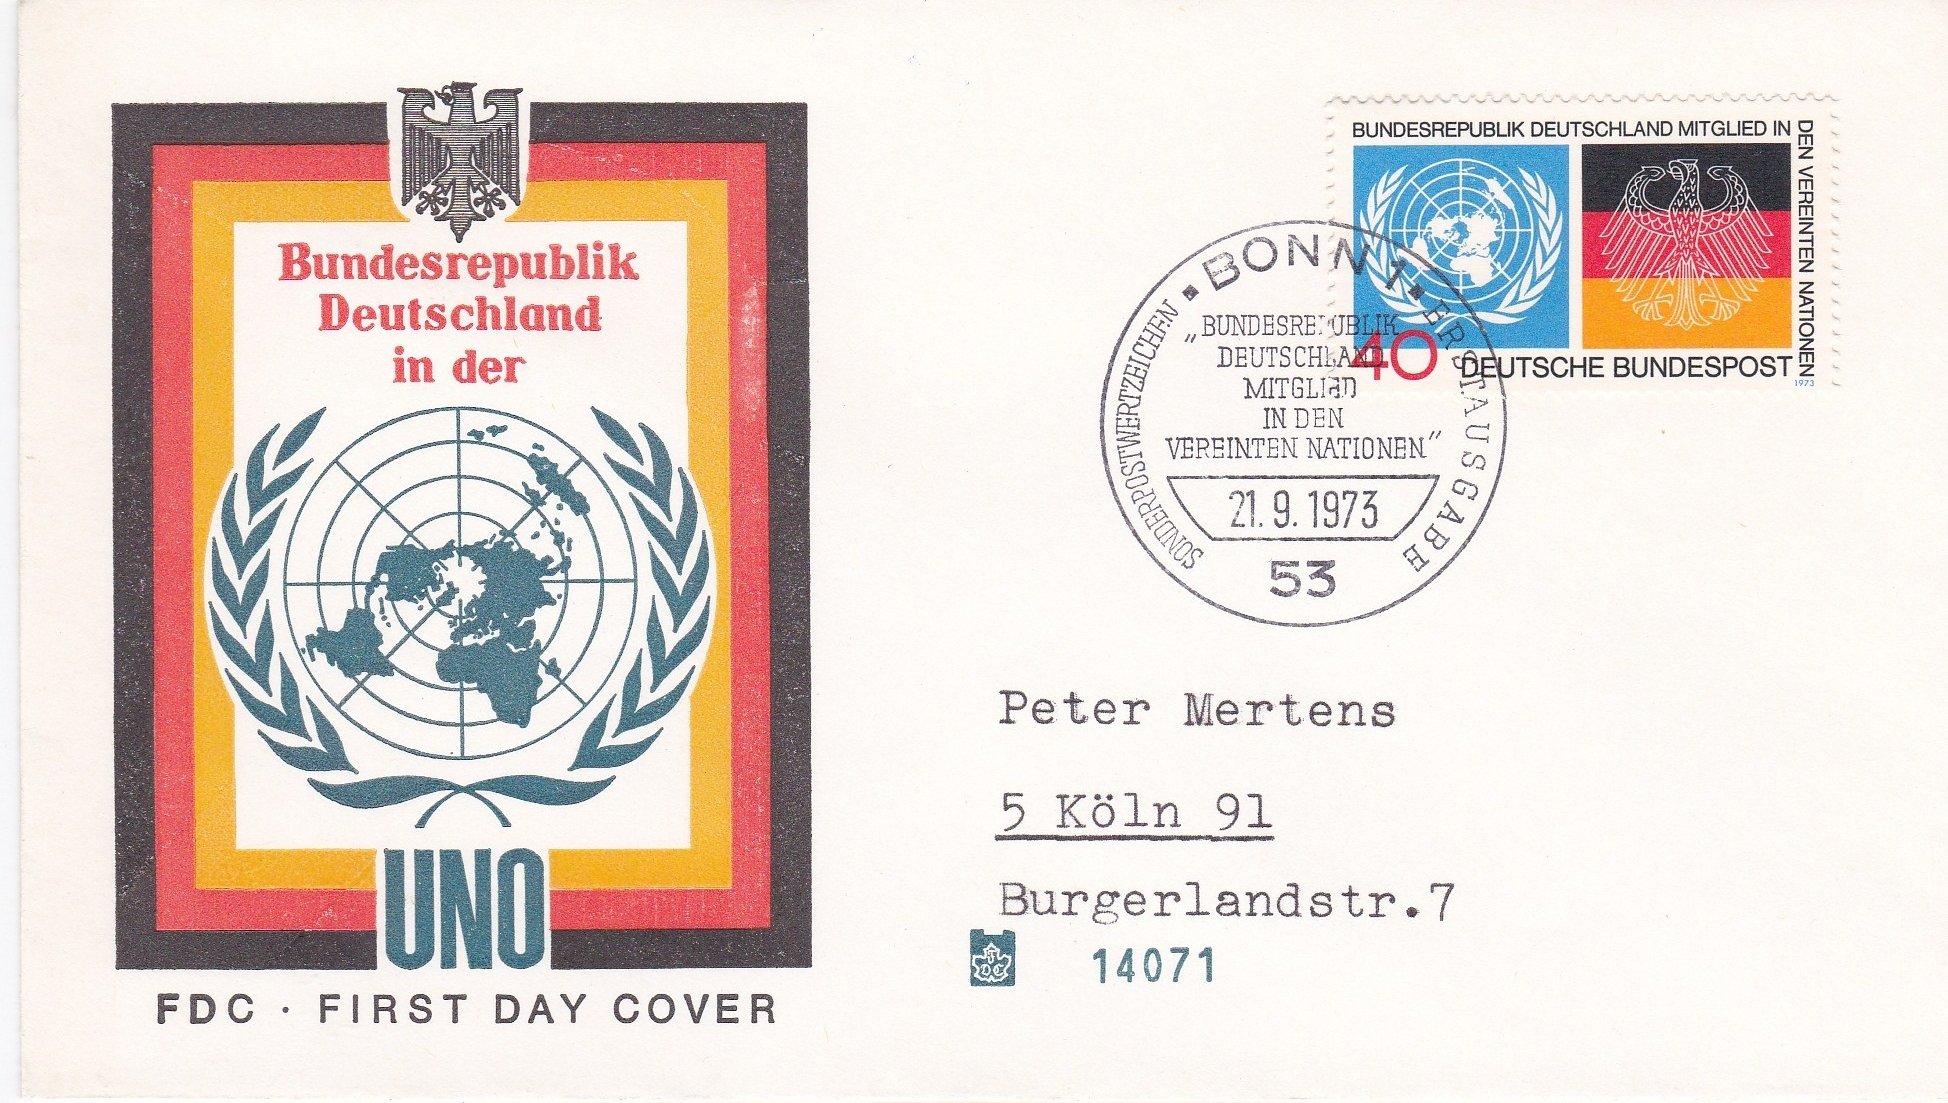 Bundesrepublik
Deutschland
in der
UNO
FDC · FIRST DAY COVER
BUNDESREPUBLIK DEUTSCHLAND MITGLIED IN
DEN VEREINTEN NATIONEN
40 DEUTSCHE BUNDESPOST
1973
BONN 1
SONDERPOSTWERTZEICHEN
ERSTAUSGABE
„BUNDESREPUBLIK
DEUTSCHLAND
MITGLIED
IN DEN
VEREINTEN NATIONEN"
21.9.1973
53
Peter Mertens
5 Köln 91
Burgerlandstr.7
FDC
14071